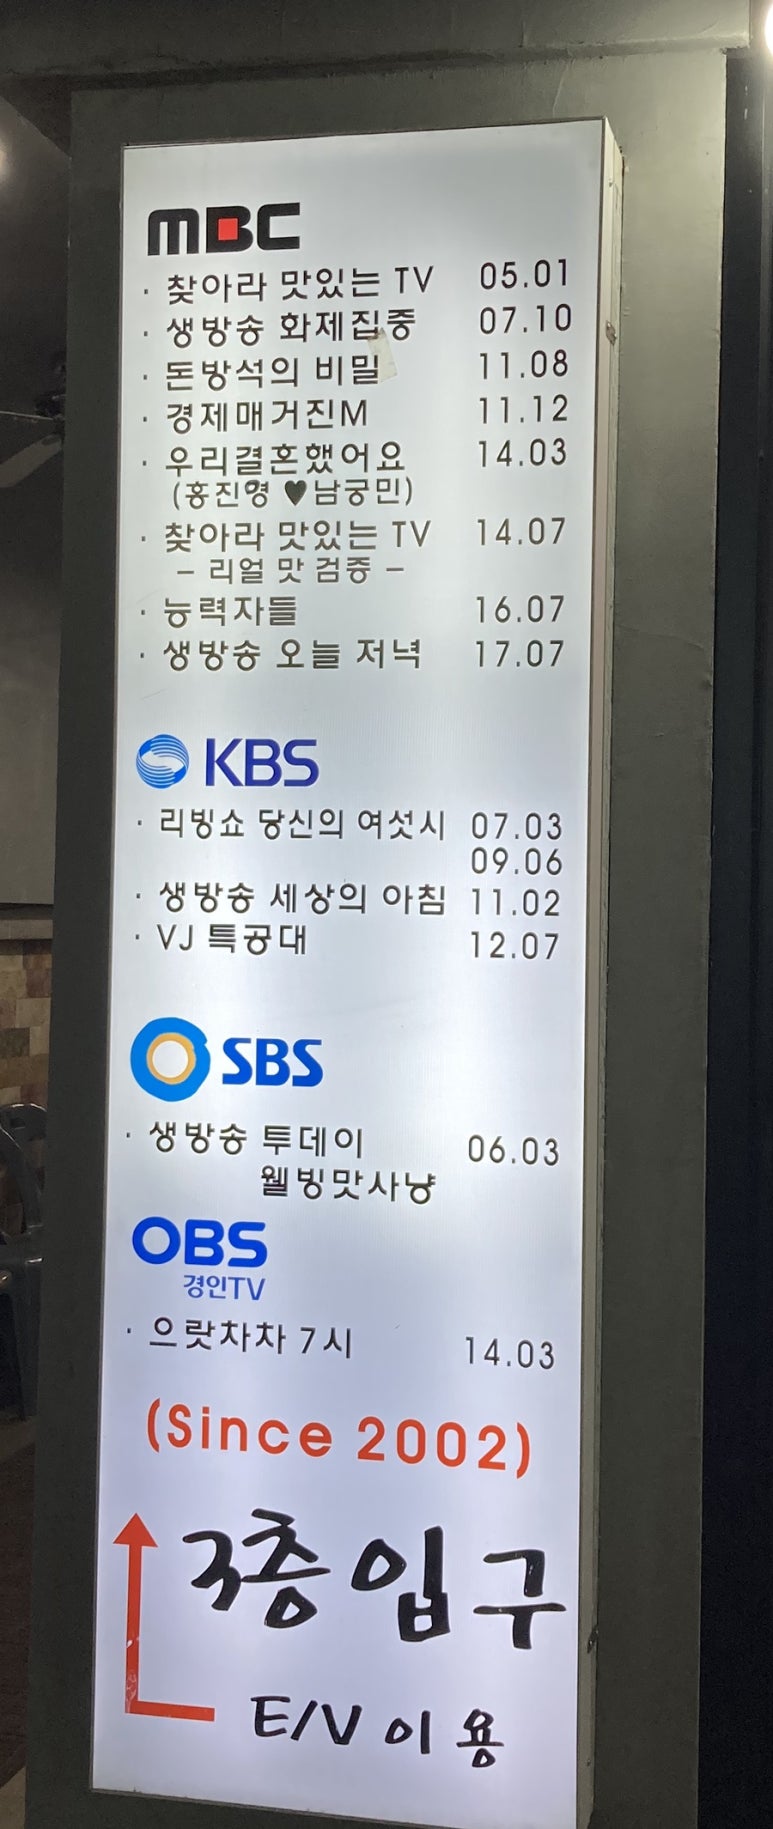 MBC
· 찾아라 맛있는 TV 05.01
· 생방송 화제집중 07.10
· 돈방석의 비밀 11.08
· 경제매거진M 11.12
· 우리결혼했어요 14.03
(홍진영 ♥남궁민)
· 찾아라 맛있는 TV 14.07
– 리얼 맛 검증 –
· 능력자들 16.07
· 생방송 오늘 저녁 17.07
KBS
· 리빙쇼 당신의 여섯시 07.03
09.06
· 생방송 세상의 아침 11.02
· VJ 특공대 12.07
SBS
· 생방송 투데이 06.03
웰빙맛사냥
OBS
경인TV
· 으랏차차 7시 14.03
(Since 2002)
3층입구
E/V 이용